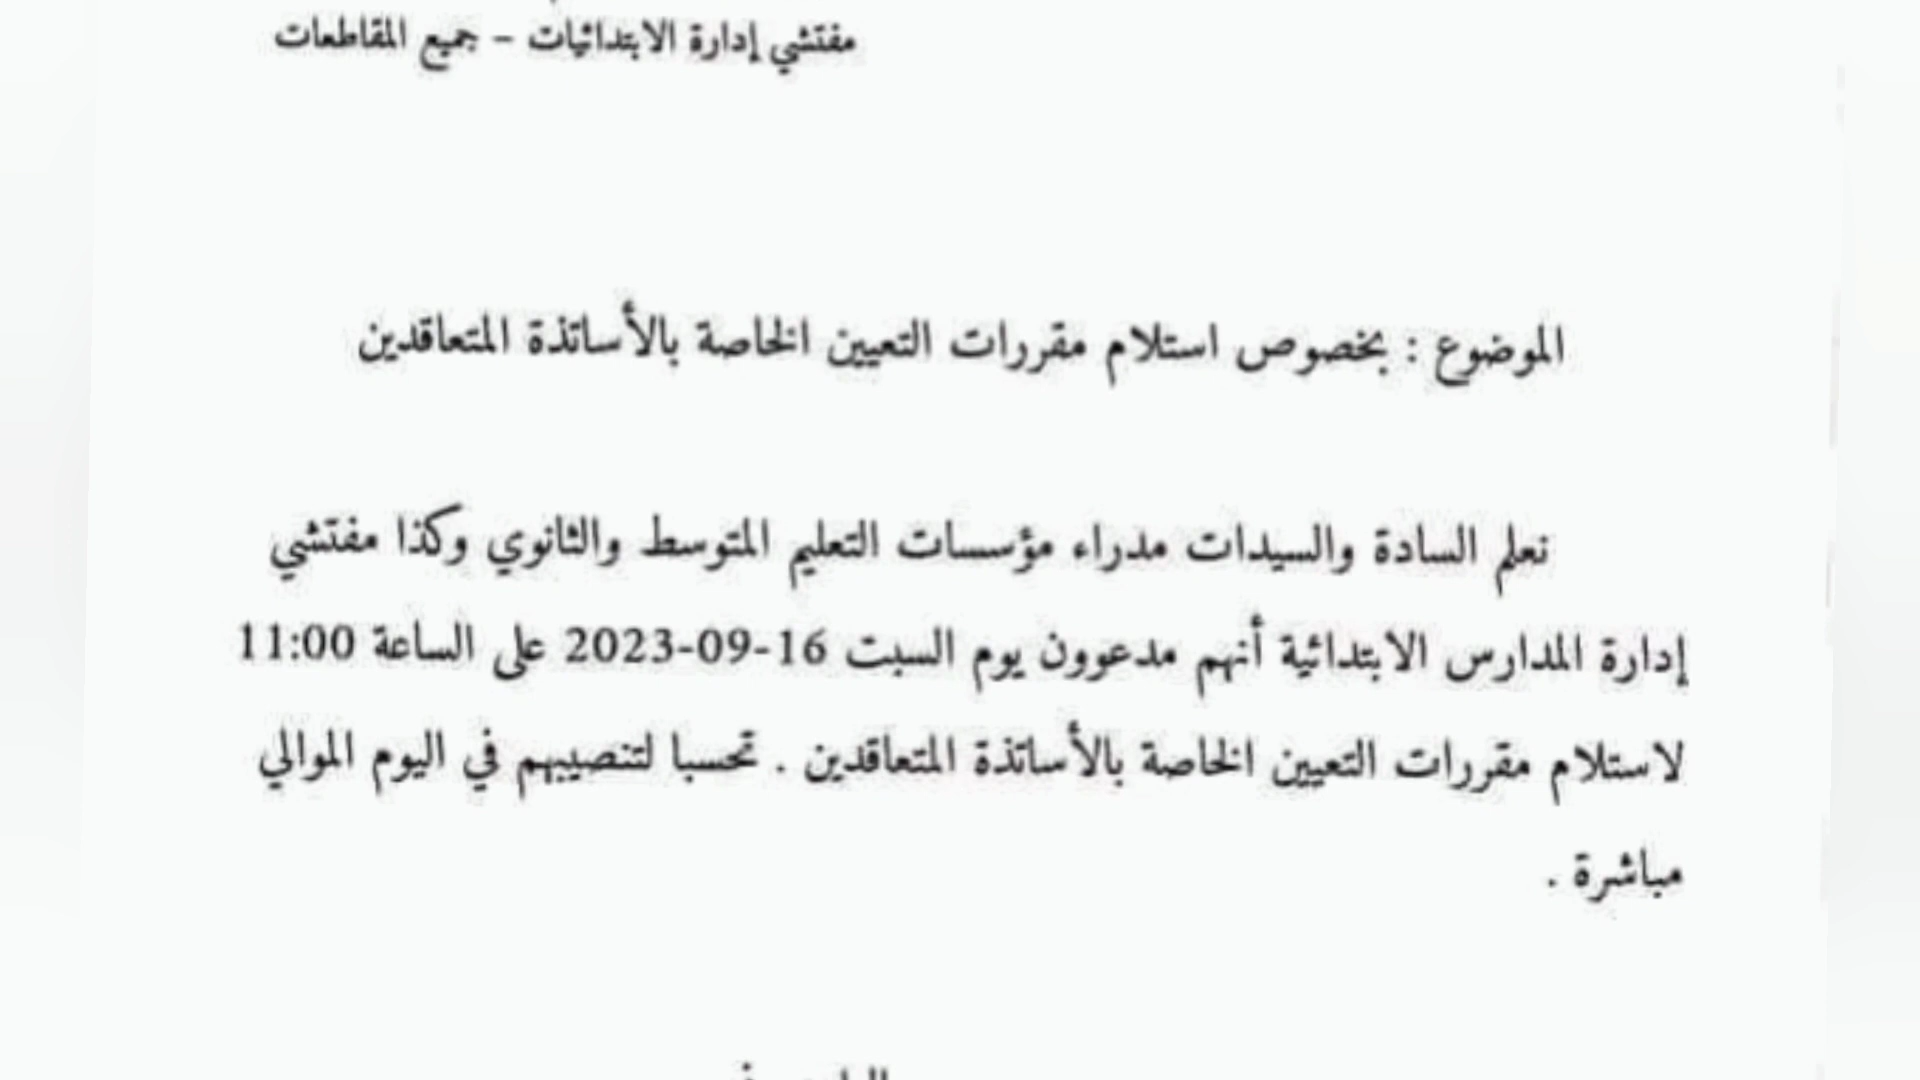 مفتشي إدارة الابتدائيات - جميع المقاطعات
الموضوع : بخصوص استلام مقررات التعيين الخاصة بالأساتذة المتعاقدين
نعلم السادة والسيدات مدراء مؤسسات التعليم المتوسط والثانوي وكذا مفتشي
إدارة المدارس الابتدائية أنهم مدعوون يوم السبت 16-09-2023 على الساعة 11:00
لاستلام مقررات التعيين الخاصة بالأساتذة المتعاقدين . تحسبا لتنصيبهم في اليوم الموالي
مباشرة .